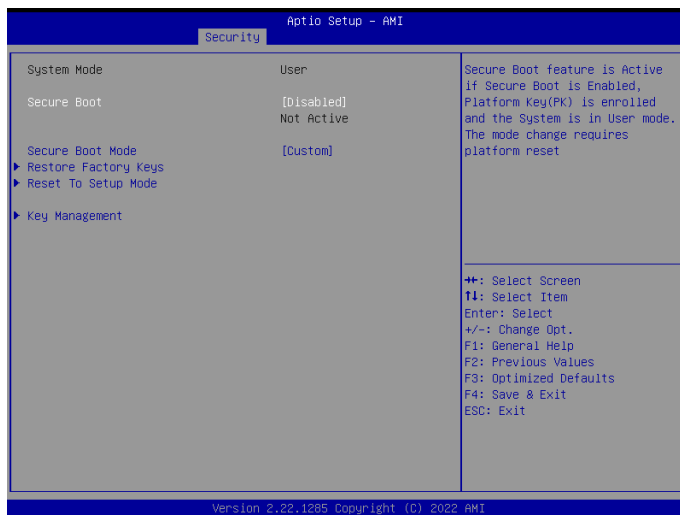 Aptio Setup - AMI
Security
System Mode User
Secure Boot [Disabled]
Not Active
Secure Boot Mode [Custom]
Restore Factory Keys
Reset To Setup Mode
Key Management
Secure Boot feature is Active
if Secure Boot is Enabled,
Platform Key(PK) is enrolled
and the System is in User mode.
The mode change requires
platform reset
→←: Select Screen
↑↓: Select Item
Enter: Select
+/-: Change Opt.
F1: General Help
F2: Previous Values
F3: Optimized Defaults
F4: Save & Exit
ESC: Exit
Version 2.22.1285 Copyright (C) 2022 AMI